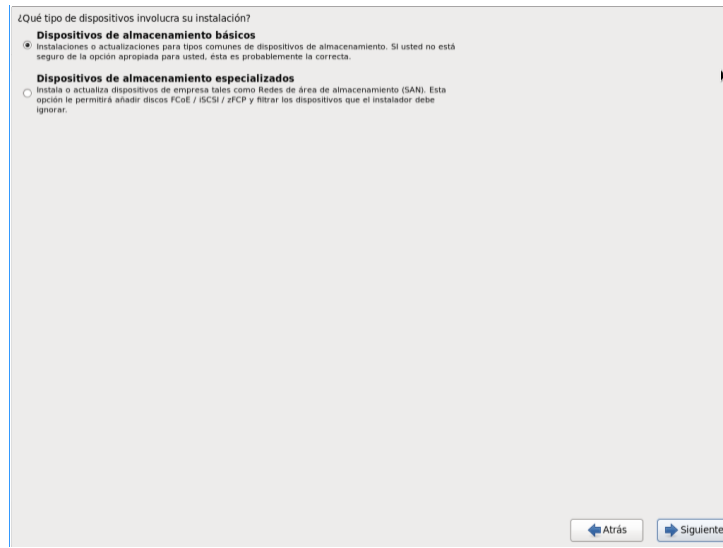 ¿Qué tipo de dispositivos involucra su instalación?
Dispositivos de almacenamiento básicos
Instalaciones o actualizaciones para tipos comunes de dispositivos de almacenamiento. Si usted no está
seguro de la opción apropiada para usted, ésta es probablemente la correcta.
Dispositivos de almacenamiento especializados
Instala o actualiza dispositivos de empresa tales como Redes de área de almacenamiento (SAN). Esta
opción le permitirá añadir discos FCoE / iSCSI / zFCP y filtrar los dispositivos que el instalador debe
ignorar.
Atrás
Siguiente